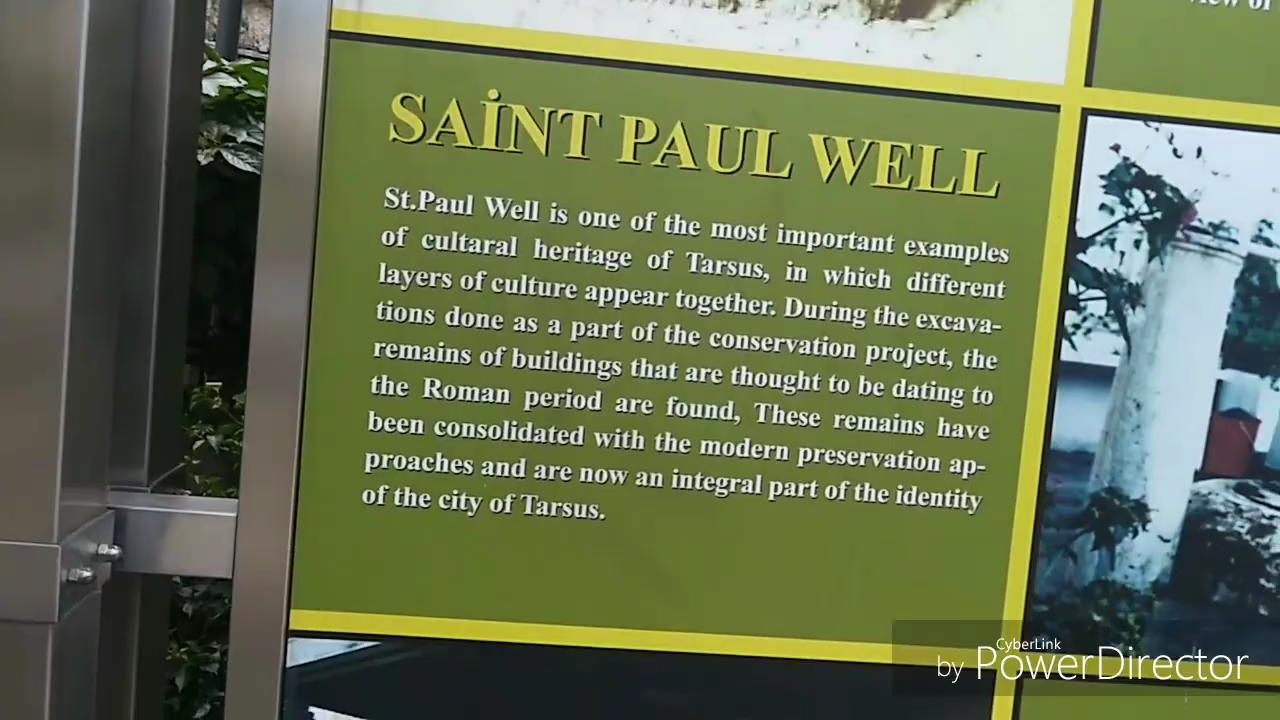 view of
SAİNT PAUL WELL
St.Paul Well is one of the most important examples
of cultaral heritage of Tarsus, in which different
layers of culture appear together. During the excava-
tions done as a part of the conservation project, the
remains of buildings that are thought to be dating to
the Roman period are found, These remains have
been consolidated with the modern preservation ap-
proaches and are now an integral part of the identity
of the city of Tarsus.
CyberLink
by PowerDirector